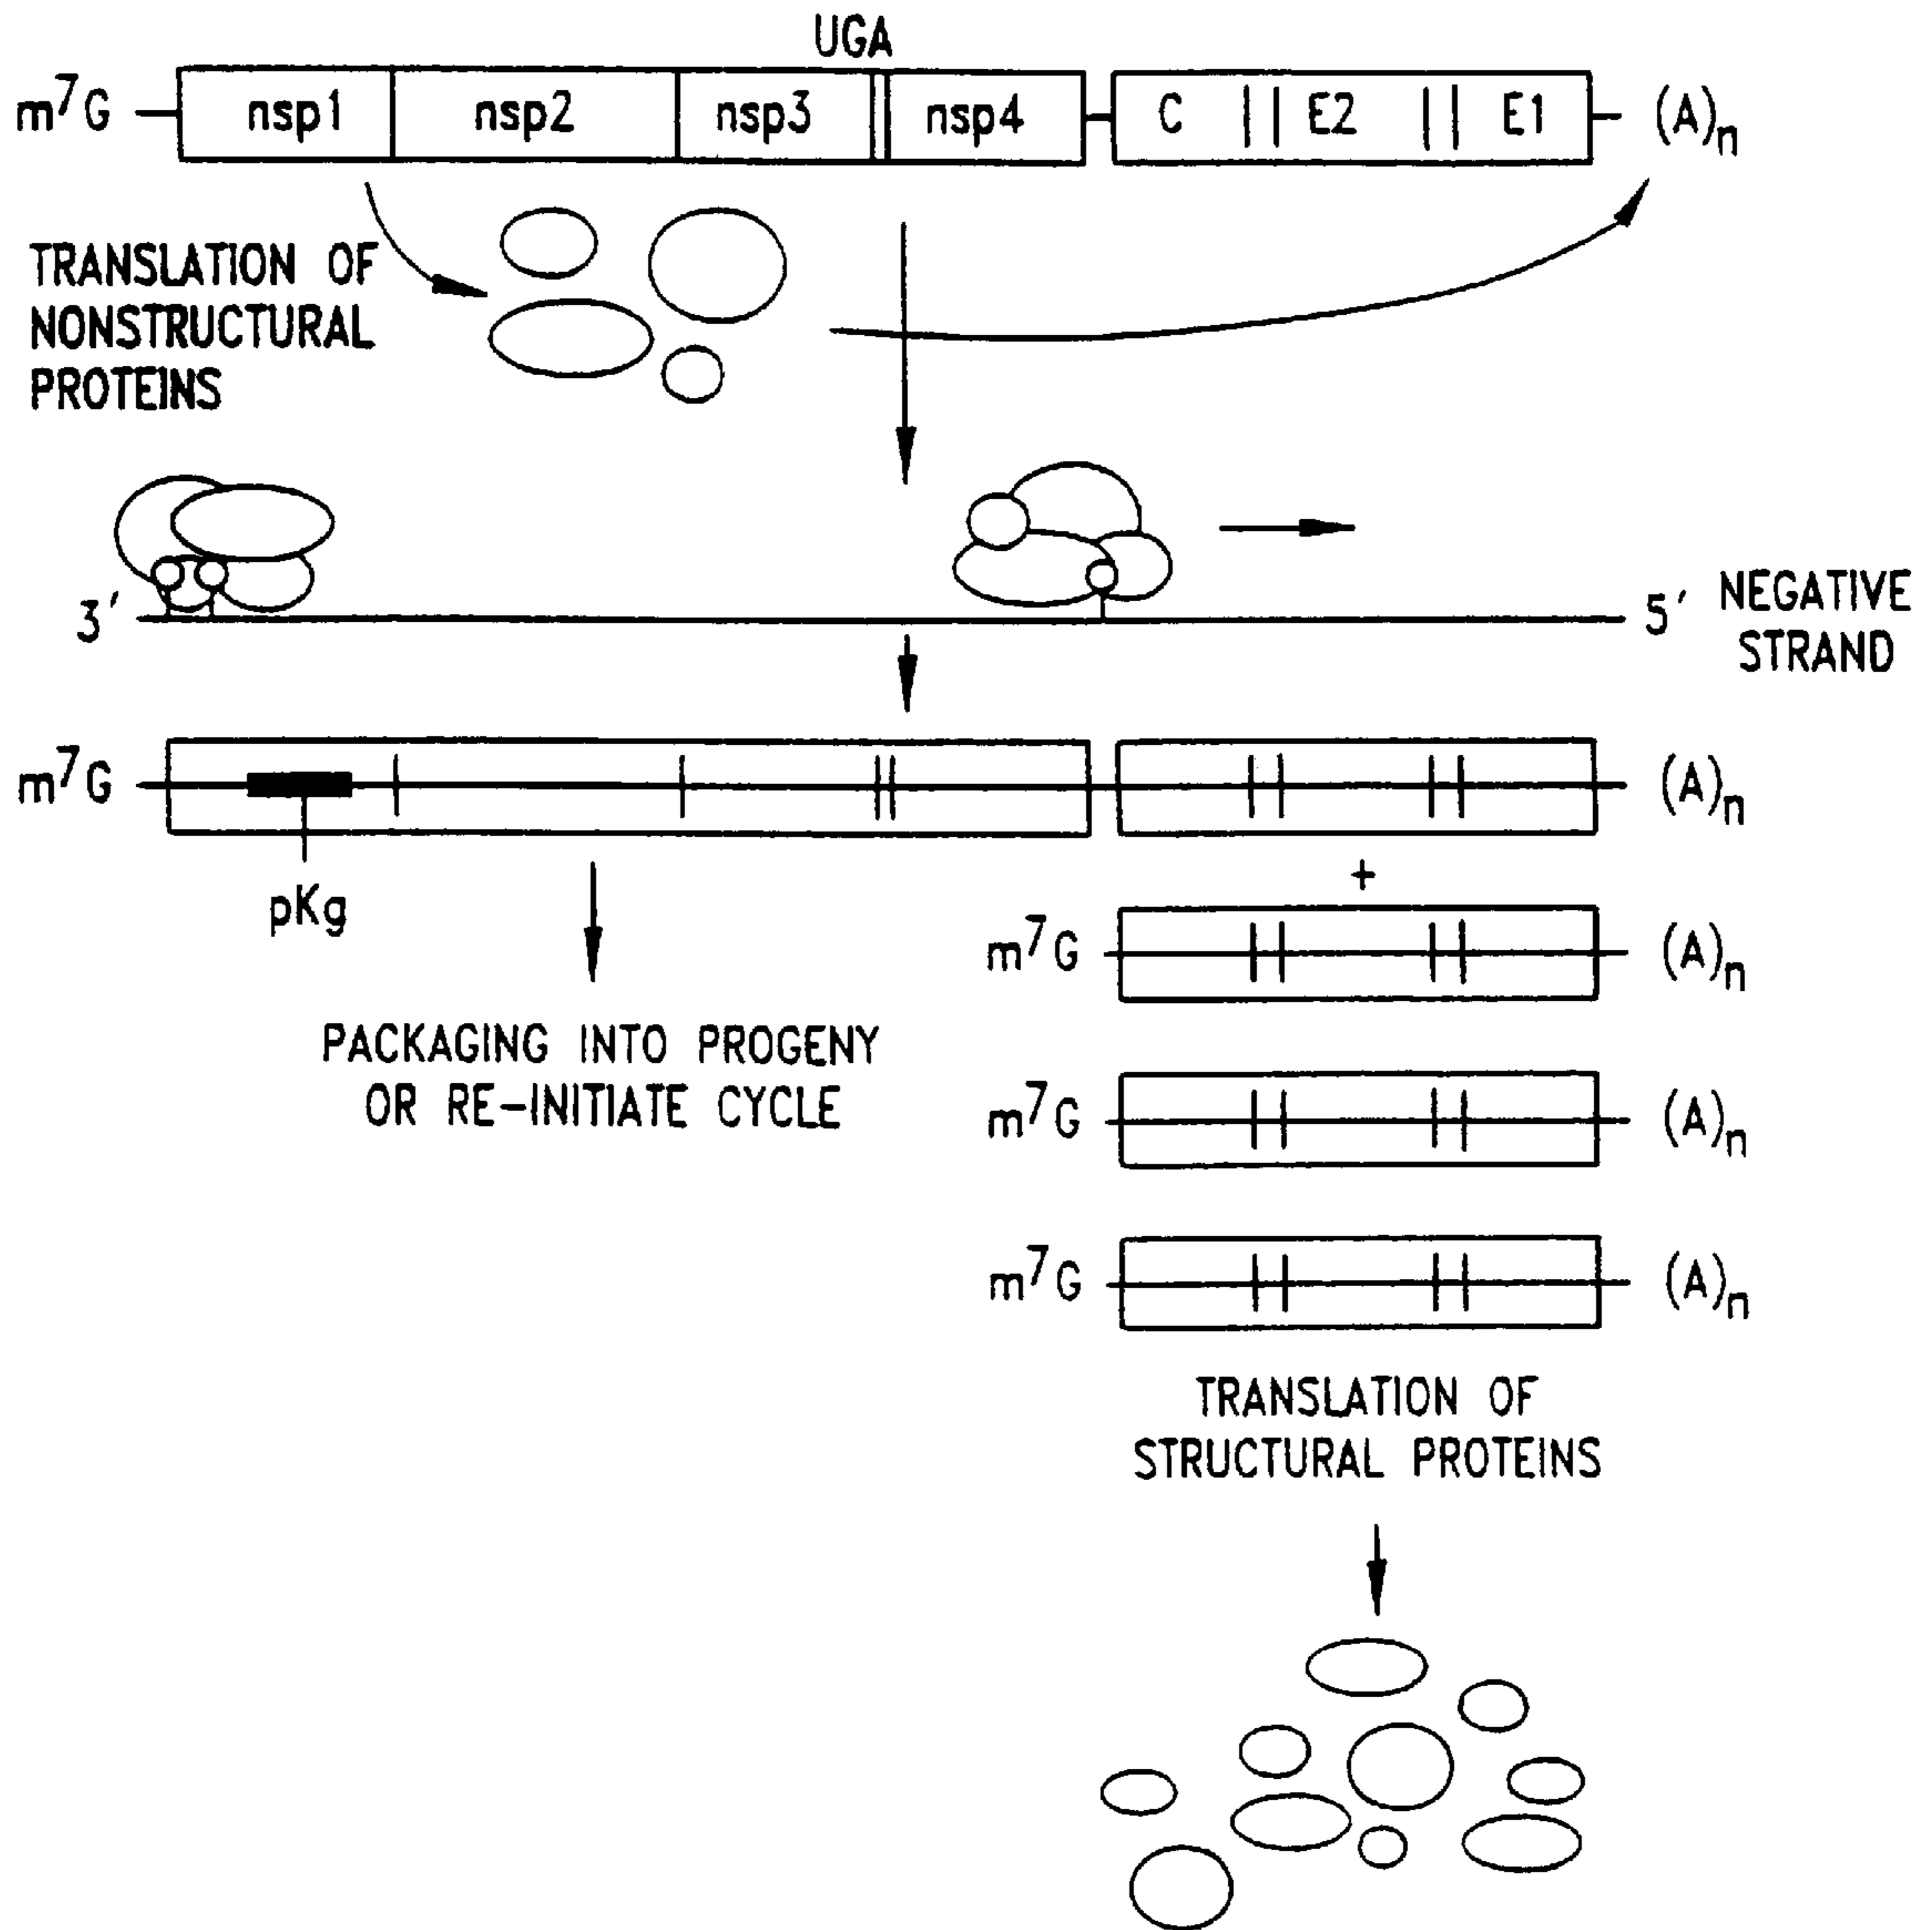 UGA
m⁷G nsp1 nsp2 nsp3 nsp4 C E2 E1 (A)n
TRANSLATION OF
NONSTRUCTURAL
PROTEINS
3′ 5′ NEGATIVE
STRAND
m⁷G (A)n
pKg
+
m⁷G (A)n
PACKAGING INTO PROGENY
OR RE-INITIATE CYCLE
m⁷G (A)n
m⁷G (A)n
TRANSLATION OF
STRUCTURAL PROTEINS